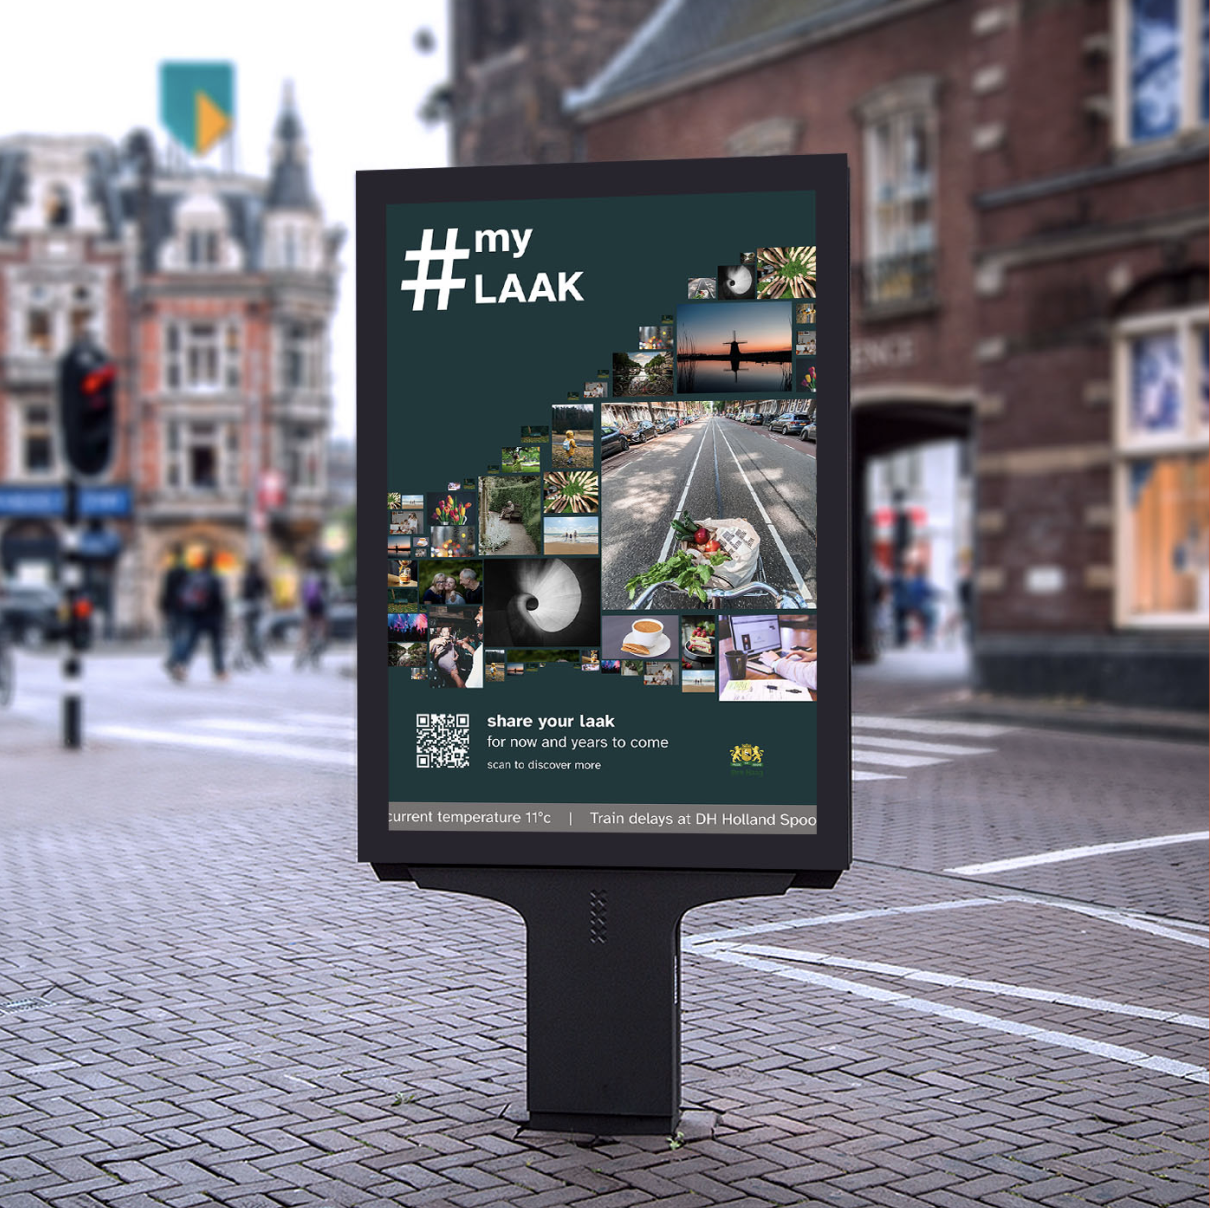 #my
LAAK
share your laak
for now and years to come
scan to discover more
current temperature 11°c | Train delays at DH Holland Spoo